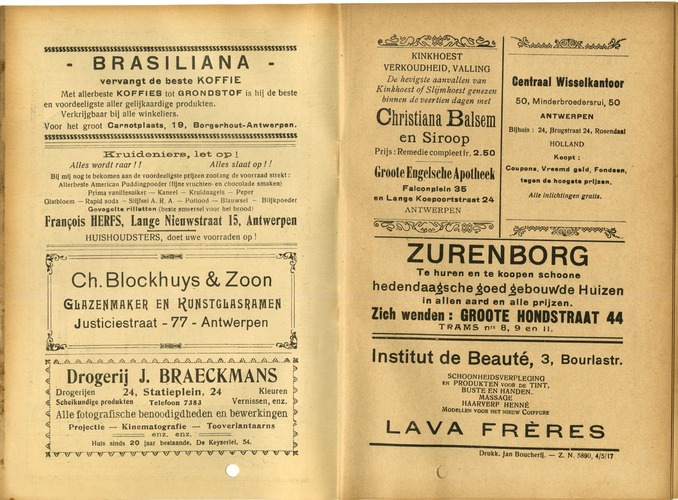 - BRASILIANA -
vervangt de beste KOFFIE
Met allerbeste KOFFIES tot GRONDSTOF is hij de beste
en voordeeligste aller gelijkaardige produkten.
Verkrijgbaar bij alle winkeliers.
Voor het groot Carnotplaats, 19, Borgerhout-Antwerpen.
Kruideniers, let op !
Alles wordt raar !! Alles slaat op !!
Bij mij nog te bekomen aan de voordeeligste prijzen zoolang de voorraad strekt :
Allerbeste American Puddingpoeder (fijne vruchten- en chocolade smaken)
Prima vanillesuiker — Kaneel — Kruidnagels — Peper
Gistbloem — Rapid soda — Stijfsel A. R. A. — Potlood — Blauwsel — Blijkpoeder
Gevogelte rilletten (beste smeersel voor het brood)
François HERFS, Lange Nieuwstraat 15, Antwerpen
HUISHOUDSTERS, doet uwe voorraden op !
Ch. Blockhuys & Zoon
GLAZENMAKER EN KUNSTGLASRAMEN
Justiciestraat - 77 - Antwerpen
Drogerij J. BRAECKMANS
Drogerijen 24, Statieplein, 24 Kleuren
Scheikundige produkten Telefoon 7383 Vernissen, enz.
Alle fotografische benoodigheden en bewerkingen
Projectie — Kinematografie — Tooverlantaarns
enz. enz.
Huis sinds 20 jaar bestaande, De Keyserlei, 54.
KINKHOEST
VERKOUDHEID, VALLING
De hevigste aanvallen van
Kinkhoest of Slijmhoest genezen
binnen de veertien dagen met
Christiana Balsem
en Siroop
Prijs : Remedie compleet fr. 2.50
Groote Engelsche Apotheek
Falconplein 35
en Lange Koepoortstraat 24
ANTWERPEN
Centraal Wisselkantoor
50, Minderbroedersrui, 50
ANTWERPEN
Bijhuis : 24, Brugstraat 24, Rosendaal
HOLLAND
Koopt :
Coupons, Vreemd geld, Fondsen,
tegen de hoogste prijzen.
Alle inlichtingen gratis.
ZURENBORG
Te huren en te koopen schoone
hedendaagsche goed gebouwde Huizen
in allen aard en alle prijzen.
Zich wenden : GROOTE HONDSTRAAT 44
TRAMS nrs 8, 9 en 11.
Institut de Beauté, 3, Bourlastr.
SCHOONHEIDSVERPLEGING
EN PRODUKTEN VOOR DE TINT,
BUSTE EN HANDEN.
MASSAGE
HAARVERF HENNÉ
MODELLEN VOOR HET NIEUW COIFFURE
LAVA FRÈRES
Drukk. Jan Boucherij. — Z. N. 5890, 4/5/17